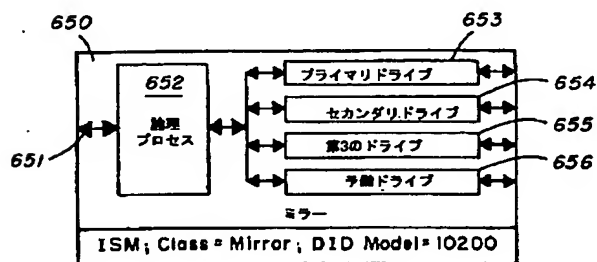 650
653
652
論理
プロセス
651
プライマリドライブ
セカンダリドライブ
654
第3のドライブ
655
予備ドライブ
656
ミラー
ISM; Class = Mirror; DID Model = 10200